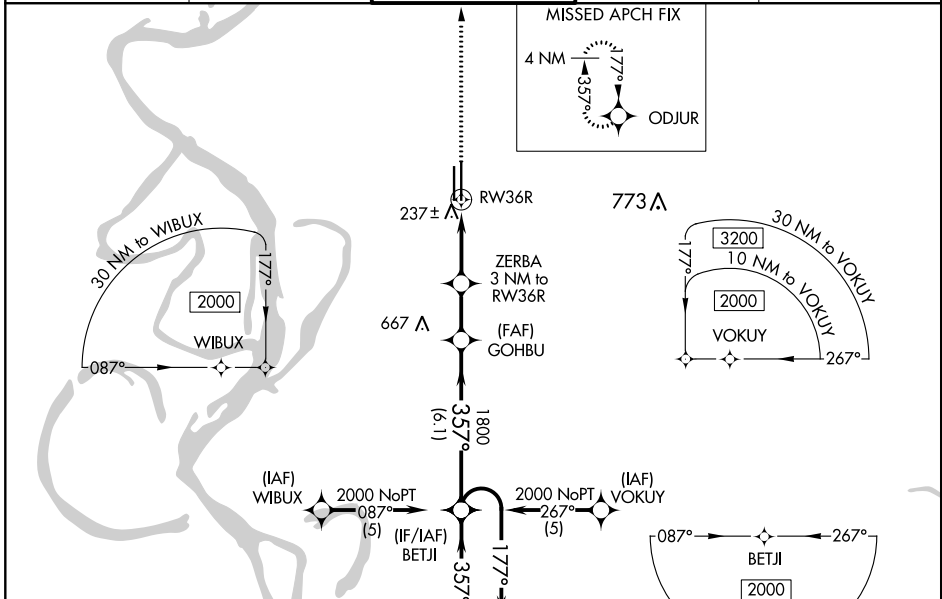 MISSED APCH FIX
4 NM
177°
357°
ODJUR
RW36R
237±
773
30 NM to WIBUX
177°
2000
WIBUX
087°
ZERBA
3 NM to
RW36R
667
(FAF)
GOHBU
30 NM to VOKUY
3200
10 NM to VOKUY
177°
2000
VOKUY
267°
1800
357°
(6.1)
(IAF)
WIBUX
2000 NoPT
087°
(5)
(IF/IAF)
BETJI
2000 NoPT
267°
(5)
(IAF)
VOKUY
357°
177°
087°
267°
BETJI
2000